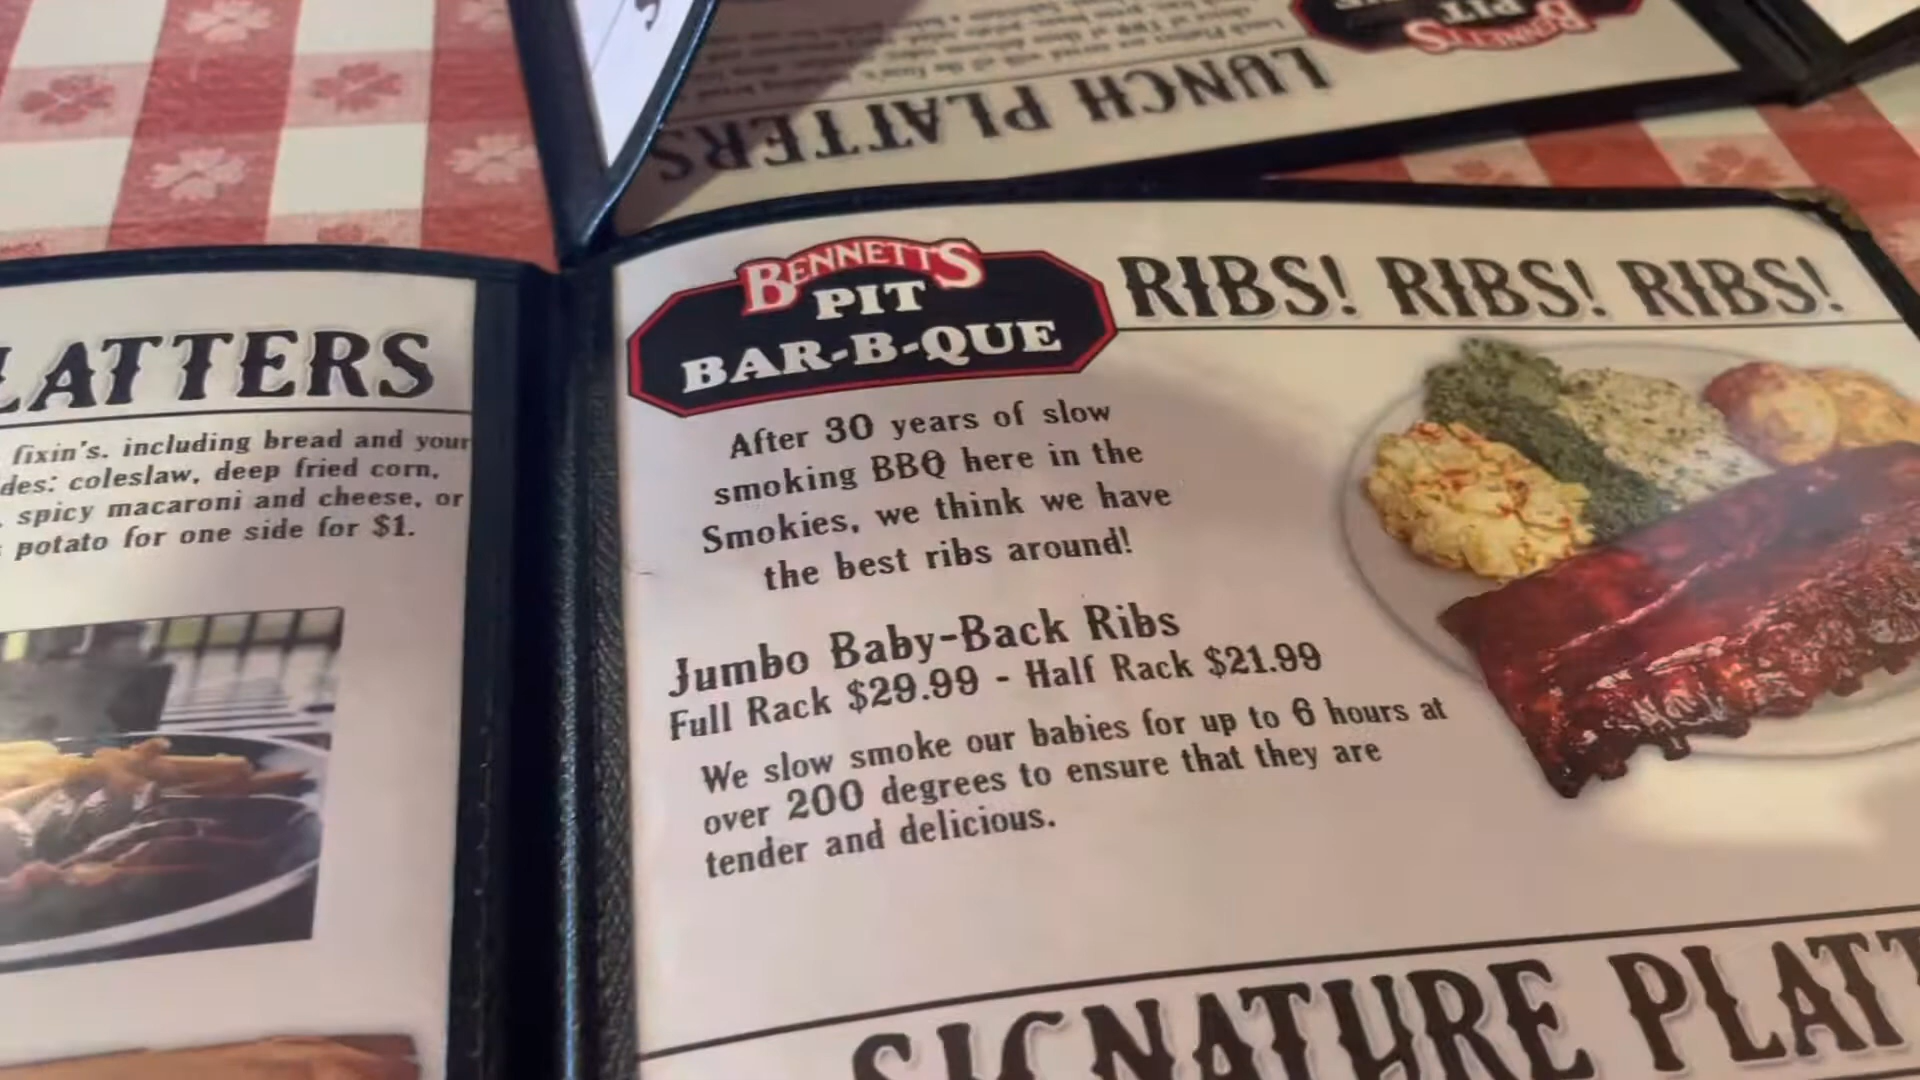 LUNCH PLATTERS
BENNETT'S
PIT
LATTERS
fixin's. including bread and your
des: coleslaw, deep fried corn,
spicy macaroni and cheese, or
potato for one side for $1.
BENNETT'S
PIT
BAR-B-QUE
RIBS! RIBS! RIBS!
After 30 years of slow
smoking BBQ here in the
Smokies, we think we have
the best ribs around!
Jumbo Baby-Back Ribs
Full Rack $29.99 - Half Rack $21.99
We slow smoke our babies for up to 6 hours at
over 200 degrees to ensure that they are
tender and delicious.
SIGNATURE PLATT